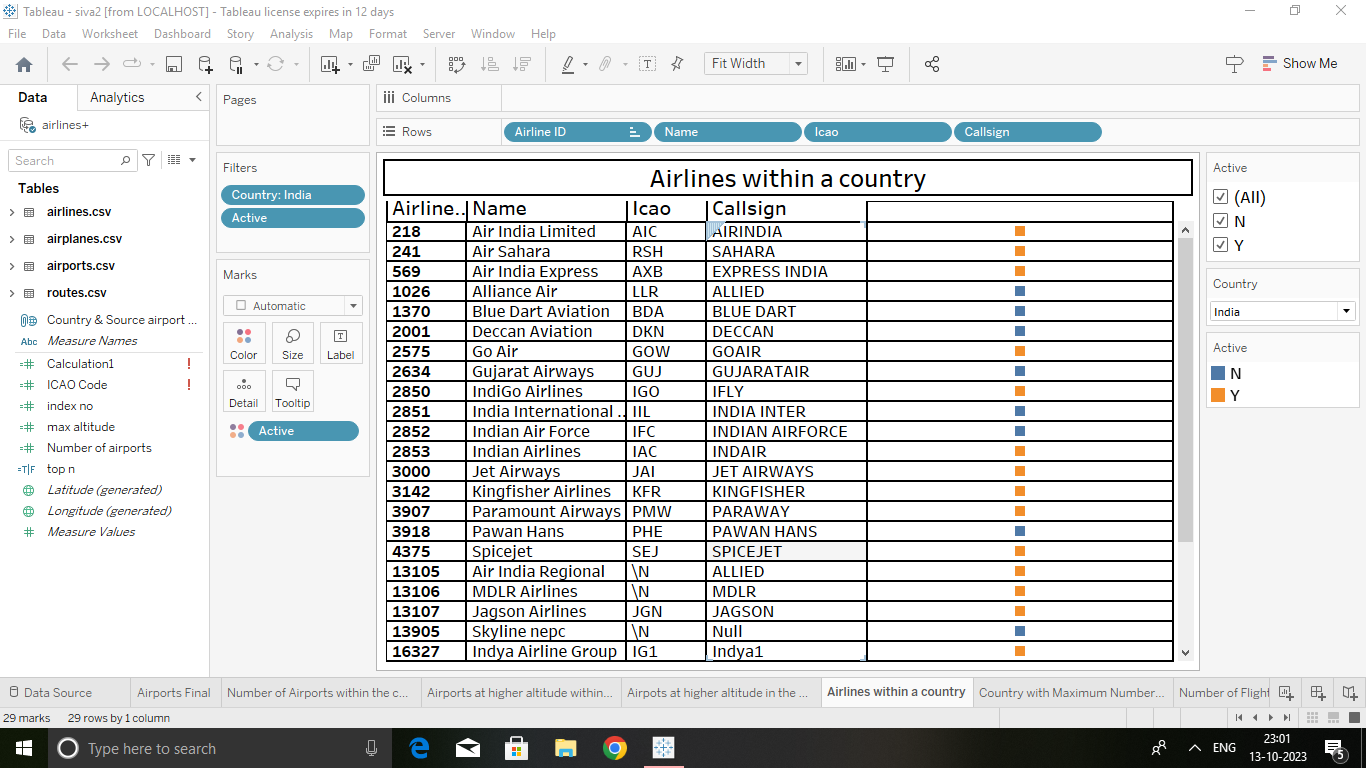 Tableau - siva2 [from LOCALHOST] - Tableau license expires in 12 days
File Data Worksheet Dashboard Story Analysis Map Format Server Window Help
Fit Width
Show Me
Data Analytics
airlines+
Search
Tables
airlines.csv
airplanes.csv
airports.csv
routes.csv
Country & Source airport ...
Abc Measure Names
Calculation1
ICAO Code
index no
max altitude
Number of airports
=T|F top n
Latitude (generated)
Longitude (generated)
Measure Values
Pages
Filters
Country: India
Active
Marks
Automatic
Color Size Label
Detail Tooltip
Active
Columns
Rows Airline ID Name Icao Callsign
Airlines within a country
Airline.. Name Icao Callsign
218 Air India Limited AIC AIRINDIA
241 Air Sahara RSH SAHARA
569 Air India Express AXB EXPRESS INDIA
1026 Alliance Air LLR ALLIED
1370 Blue Dart Aviation BDA BLUE DART
2001 Deccan Aviation DKN DECCAN
2575 Go Air GOW GOAIR
2634 Gujarat Airways GUJ GUJARATAIR
2850 IndiGo Airlines IGO IFLY
2851 India International .. IIL INDIA INTER
2852 Indian Air Force IFC INDIAN AIRFORCE
2853 Indian Airlines IAC INDAIR
3000 Jet Airways JAI JET AIRWAYS
3142 Kingfisher Airlines KFR KINGFISHER
3907 Paramount Airways PMW PARAWAY
3918 Pawan Hans PHE PAWAN HANS
4375 Spicejet SEJ SPICEJET
13105 Air India Regional \N ALLIED
13106 MDLR Airlines \N MDLR
13107 Jagson Airlines JGN JAGSON
13905 Skyline nepc \N Null
16327 Indya Airline Group IG1 Indya1
Active
(All)
N
Y
Country
India
Active
N
Y
Data Source Airports Final Number of Airports within the c... Airports at higher altitude within... Airpots at higher altitude in the ... Airlines within a country Country with Maximum Number... Number of Flight
29 marks 29 rows by 1 column
Type here to search
ENG
23:01
13-10-2023
5